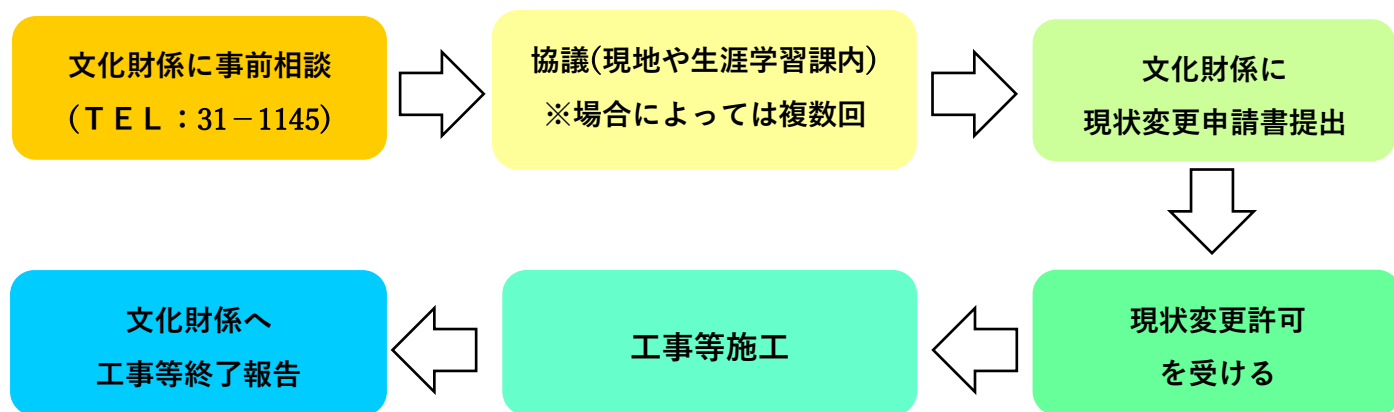 文化財係に事前相談
(ＴＥＬ：31－1145)
協議(現地や生涯学習課内)
※場合によっては複数回
文化財係に
現状変更申請書提出
現状変更許可
を受ける
工事等施工
文化財係へ
工事等終了報告